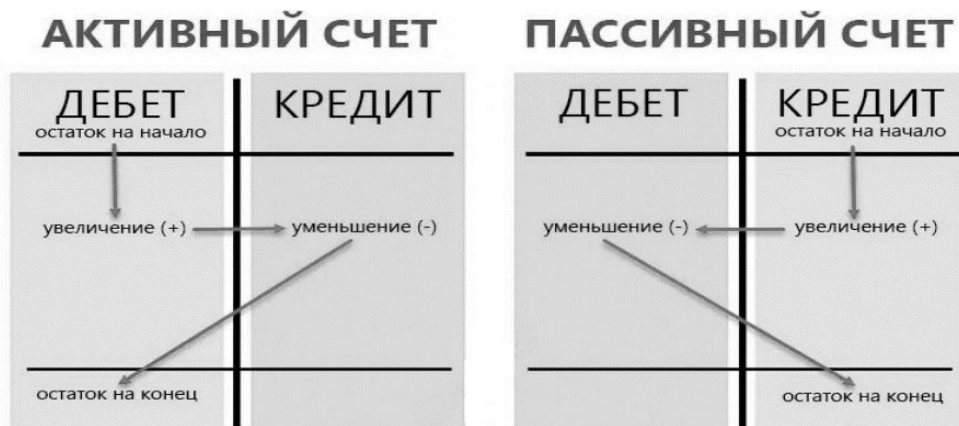 АКТИВНЫЙ СЧЕТ
ДЕБЕТ
КРЕДИТ
остаток на начало
увеличение (+)
уменьшение (-)
остаток на конец
ПАССИВНЫЙ СЧЕТ
ДЕБЕТ
КРЕДИТ
остаток на начало
уменьшение (-)
увеличение (+)
остаток на конец